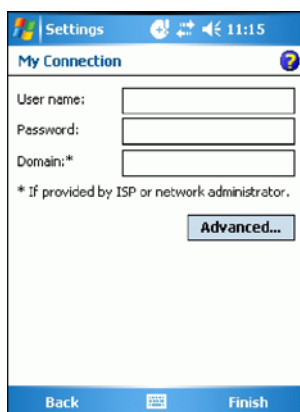 Settings 11:15
My Connection
User name:
Password:
Domain:*
* If provided by ISP or network administrator.
Advanced...
Back Finish